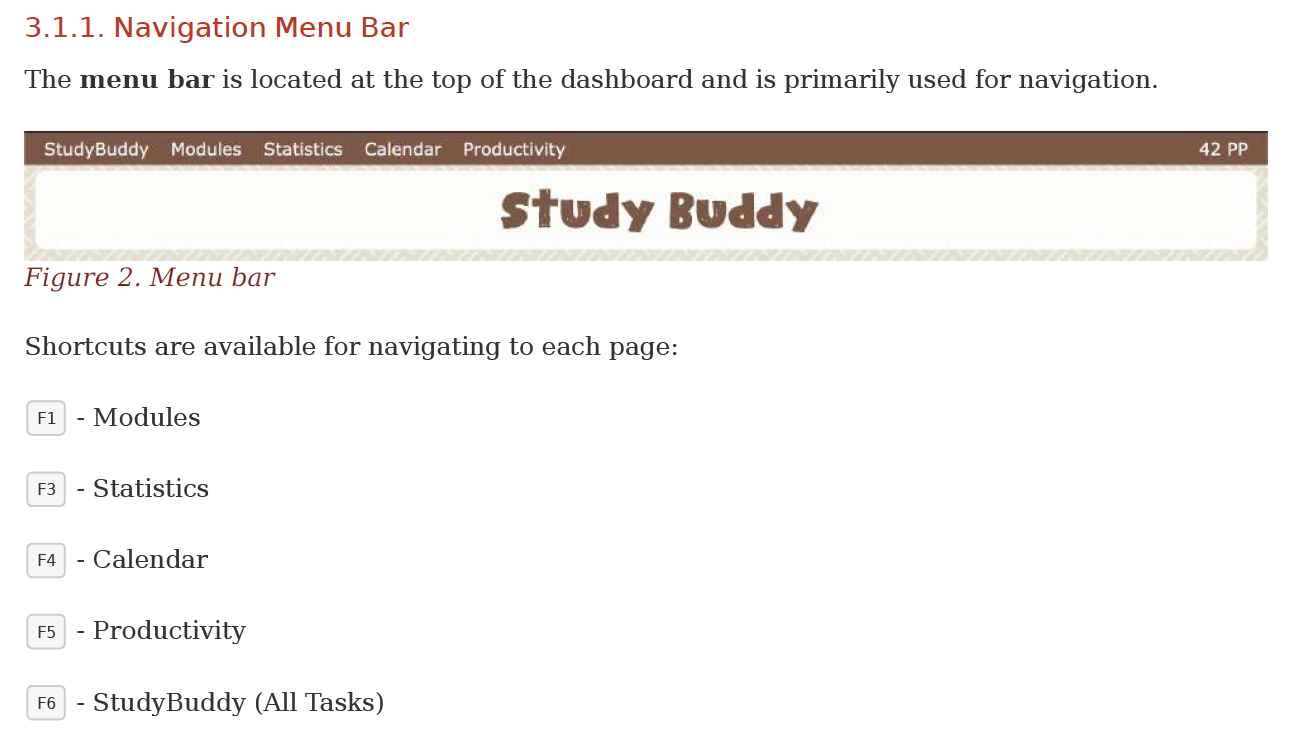 3.1.1. Navigation Menu Bar
The menu bar is located at the top of the dashboard and is primarily used for navigation.
StudyBuddy Modules Statistics Calendar Productivity 42 PP
Study Buddy
Figure 2. Menu bar
Shortcuts are available for navigating to each page:
F1 - Modules
F3 - Statistics
F4 - Calendar
F5 - Productivity
F6 - StudyBuddy (All Tasks)